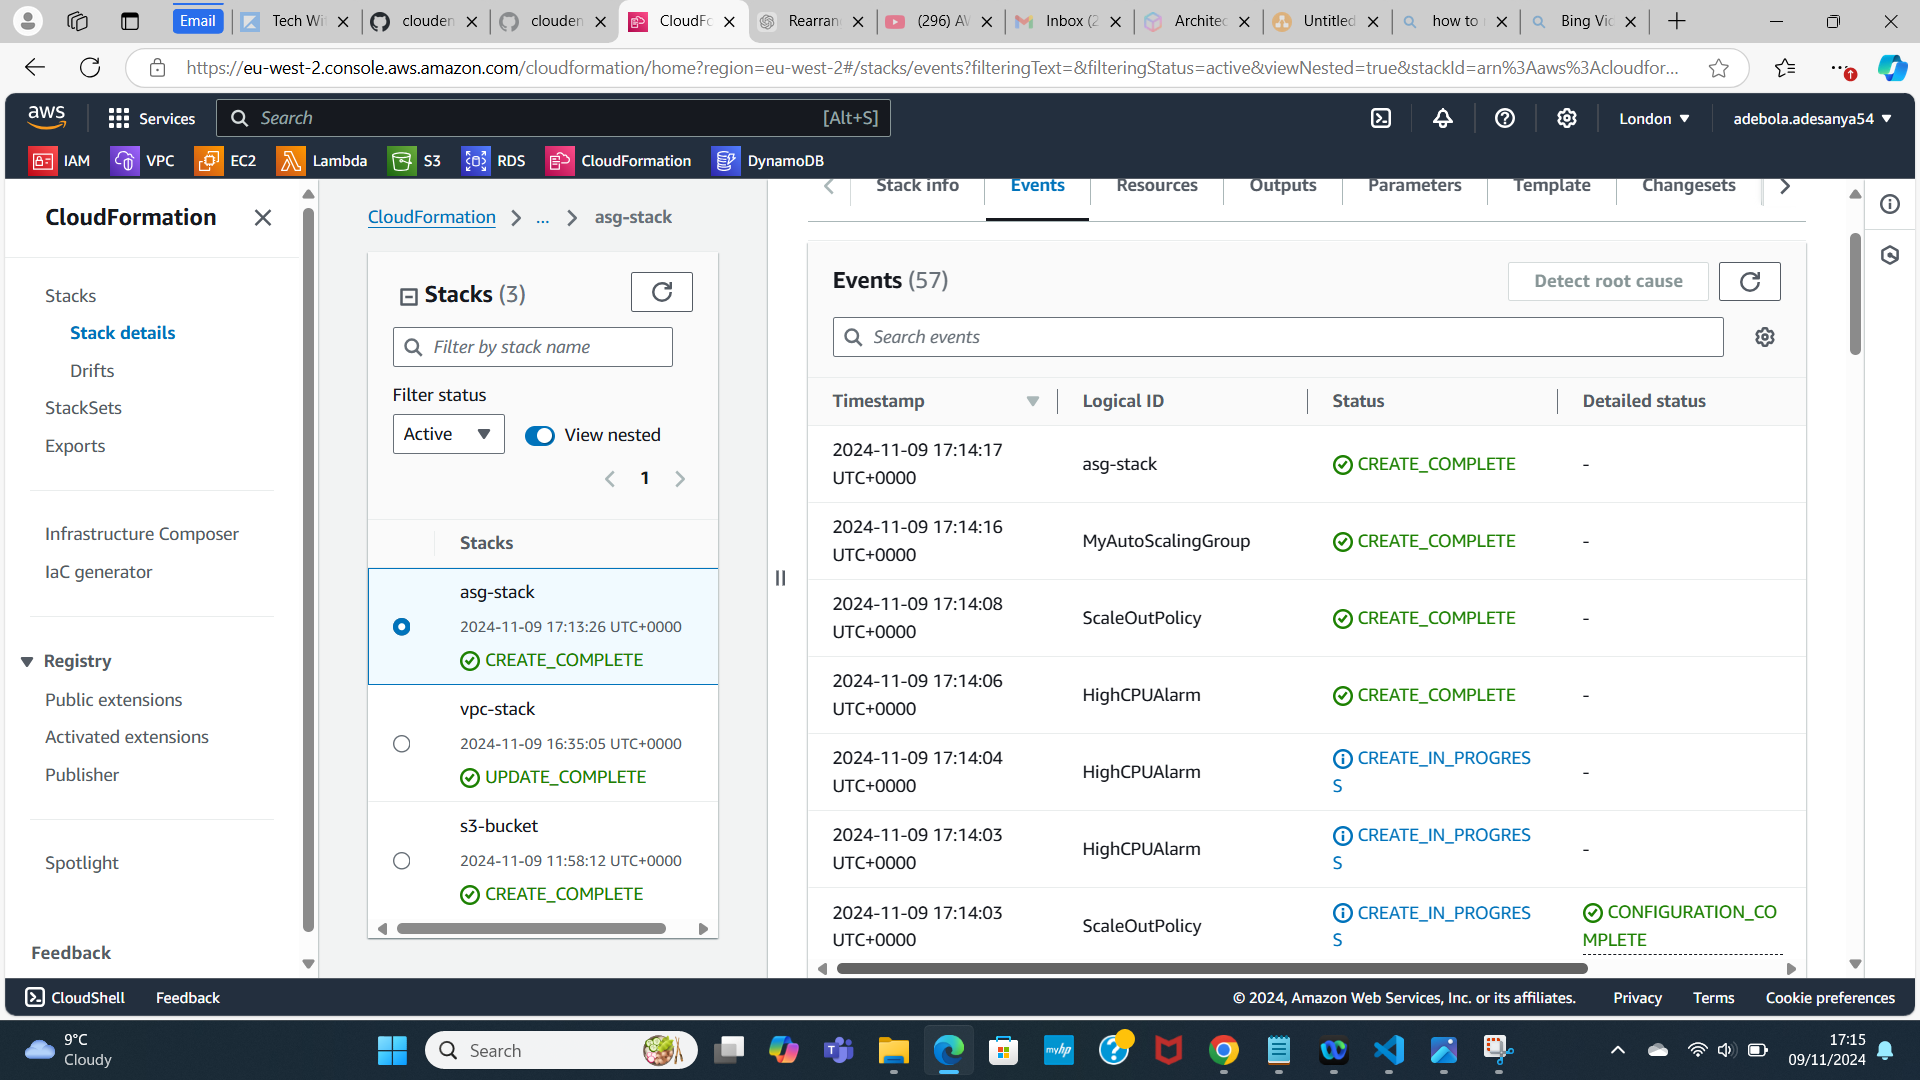 Email
Tech Wi
clouden
clouden
CloudFo
Rearran
(296) AV
Inbox (2
Architec
Untitled
how to
Bing Vid
https://eu-west-2.console.aws.amazon.com/cloudformation/home?region=eu-west-2#/stacks/events?filteringText=&filteringStatus=active&viewNested=true&stackId=arn%3Aaws%3Acloudfor...
aws
Services
Search
[Alt+S]
London
adebola.adesanya54
IAM
VPC
EC2
Lambda
S3
RDS
CloudFormation
DynamoDB
CloudFormation
Stacks
Stack details
Drifts
StackSets
Exports
Infrastructure Composer
IaC generator
Registry
Public extensions
Activated extensions
Publisher
Spotlight
Feedback
CloudFormation
...
asg-stack
Stacks (3)
Filter by stack name
Filter status
Active
View nested
1
Stacks
asg-stack
2024-11-09 17:13:26 UTC+0000
CREATE_COMPLETE
vpc-stack
2024-11-09 16:35:05 UTC+0000
UPDATE_COMPLETE
s3-bucket
2024-11-09 11:58:12 UTC+0000
CREATE_COMPLETE
Stack info
Events
Resources
Outputs
Parameters
Template
Changesets
Events (57)
Detect root cause
Search events
Timestamp
Logical ID
Status
Detailed status
2024-11-09 17:14:17
UTC+0000
asg-stack
CREATE_COMPLETE
-
2024-11-09 17:14:16
UTC+0000
MyAutoScalingGroup
CREATE_COMPLETE
-
2024-11-09 17:14:08
UTC+0000
ScaleOutPolicy
CREATE_COMPLETE
-
2024-11-09 17:14:06
UTC+0000
HighCPUAlarm
CREATE_COMPLETE
-
2024-11-09 17:14:04
UTC+0000
HighCPUAlarm
CREATE_IN_PROGRES
S
-
2024-11-09 17:14:03
UTC+0000
HighCPUAlarm
CREATE_IN_PROGRES
S
-
2024-11-09 17:14:03
UTC+0000
ScaleOutPolicy
CREATE_IN_PROGRES
S
CONFIGURATION_CO
MPLETE
CloudShell
Feedback
© 2024, Amazon Web Services, Inc. or its affiliates.
Privacy
Terms
Cookie preferences
9°C
Cloudy
Search
myhp
17:15
09/11/2024